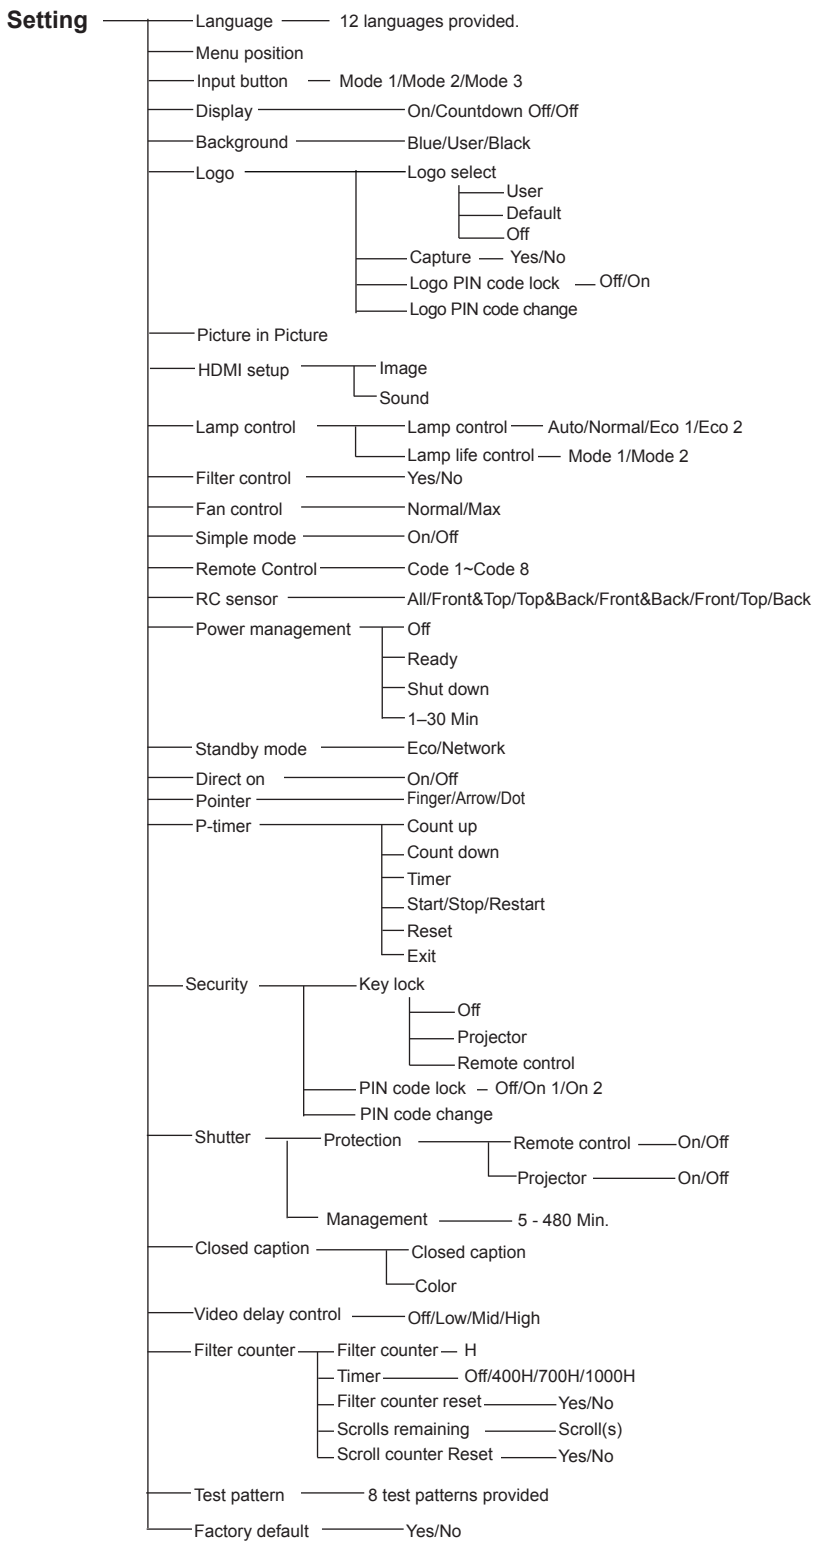 Setting Language 12 languages provided.
Menu position
Input button Mode 1/Mode 2/Mode 3
Display On/Countdown Off/Off
Background Blue/User/Black
Logo Logo select
User
Default
Off
Capture Yes/No
Logo PIN code lock Off/On
Logo PIN code change
Picture in Picture
HDMI setup Image
Sound
Lamp control Lamp control Auto/Normal/Eco 1/Eco 2
Lamp life control Mode 1/Mode 2
Filter control Yes/No
Fan control Normal/Max
Simple mode On/Off
Remote Control Code 1~Code 8
RC sensor All/Front&Top/Top&Back/Front&Back/Front/Top/Back
Power management Off
Ready
Shut down
1–30 Min
Standby mode Eco/Network
Direct on On/Off
Pointer Finger/Arrow/Dot
P-timer Count up
Count down
Timer
Start/Stop/Restart
Reset
Exit
Security Key lock
Off
Projector
Remote control
PIN code lock Off/On 1/On 2
PIN code change
Shutter Protection Remote control On/Off
Projector On/Off
Management 5 - 480 Min.
Closed caption Closed caption
Color
Video delay control Off/Low/Mid/High
Filter counter Filter counter H
Timer Off/400H/700H/1000H
Filter counter reset Yes/No
Scrolls remaining Scroll(s)
Scroll counter Reset Yes/No
Test pattern 8 test patterns provided
Factory default Yes/No